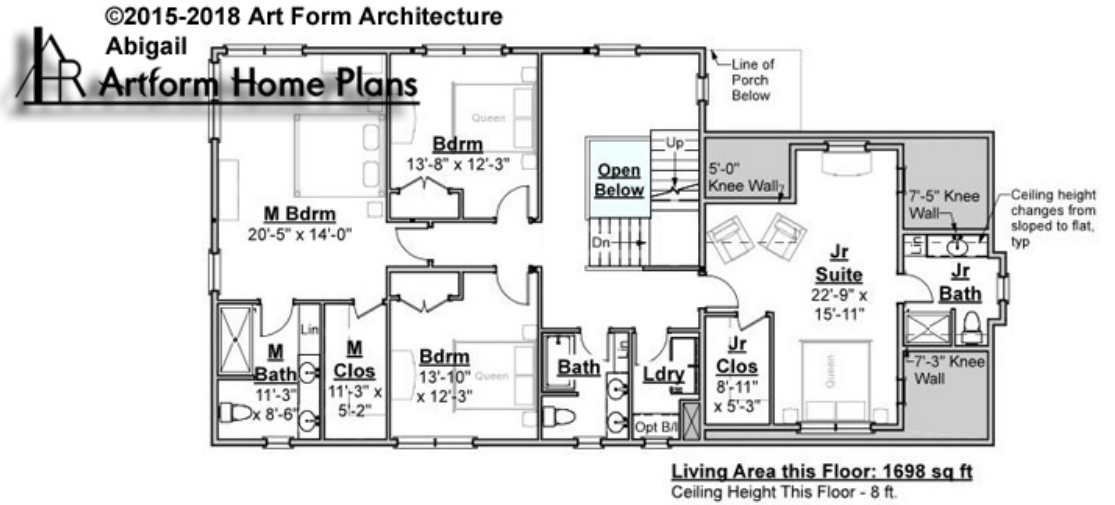 ©2015-2018 Art Form Architecture
Abigail
Artform Home Plans
AR
Line of
Porch
Below
Queen
Bdrm
13'-8" x 12'-3"
Up
Open
Below
5'-0"
Knee Wall
7'-5" Knee
Wall
Ceiling height
changes from
sloped to flat,
typ
M Bdrm
20'-5" x 14'-0"
Dn
Lin
Jr
Suite
22'-9" x
15'-11"
Jr
Bath
Lin
M
Bath
11'-3"
x 8'-6"
M
Clos
11'-3" x
5'-2"
Bdrm
13'-10"
x 12'-3"
Queen
Bath
Lin
Ldry
Opt B/I
Jr
Clos
8'-11"
x 5'-3"
Queen
7'-3" Knee
Wall
Living Area this Floor: 1698 sq ft
Ceiling Height This Floor - 8 ft.